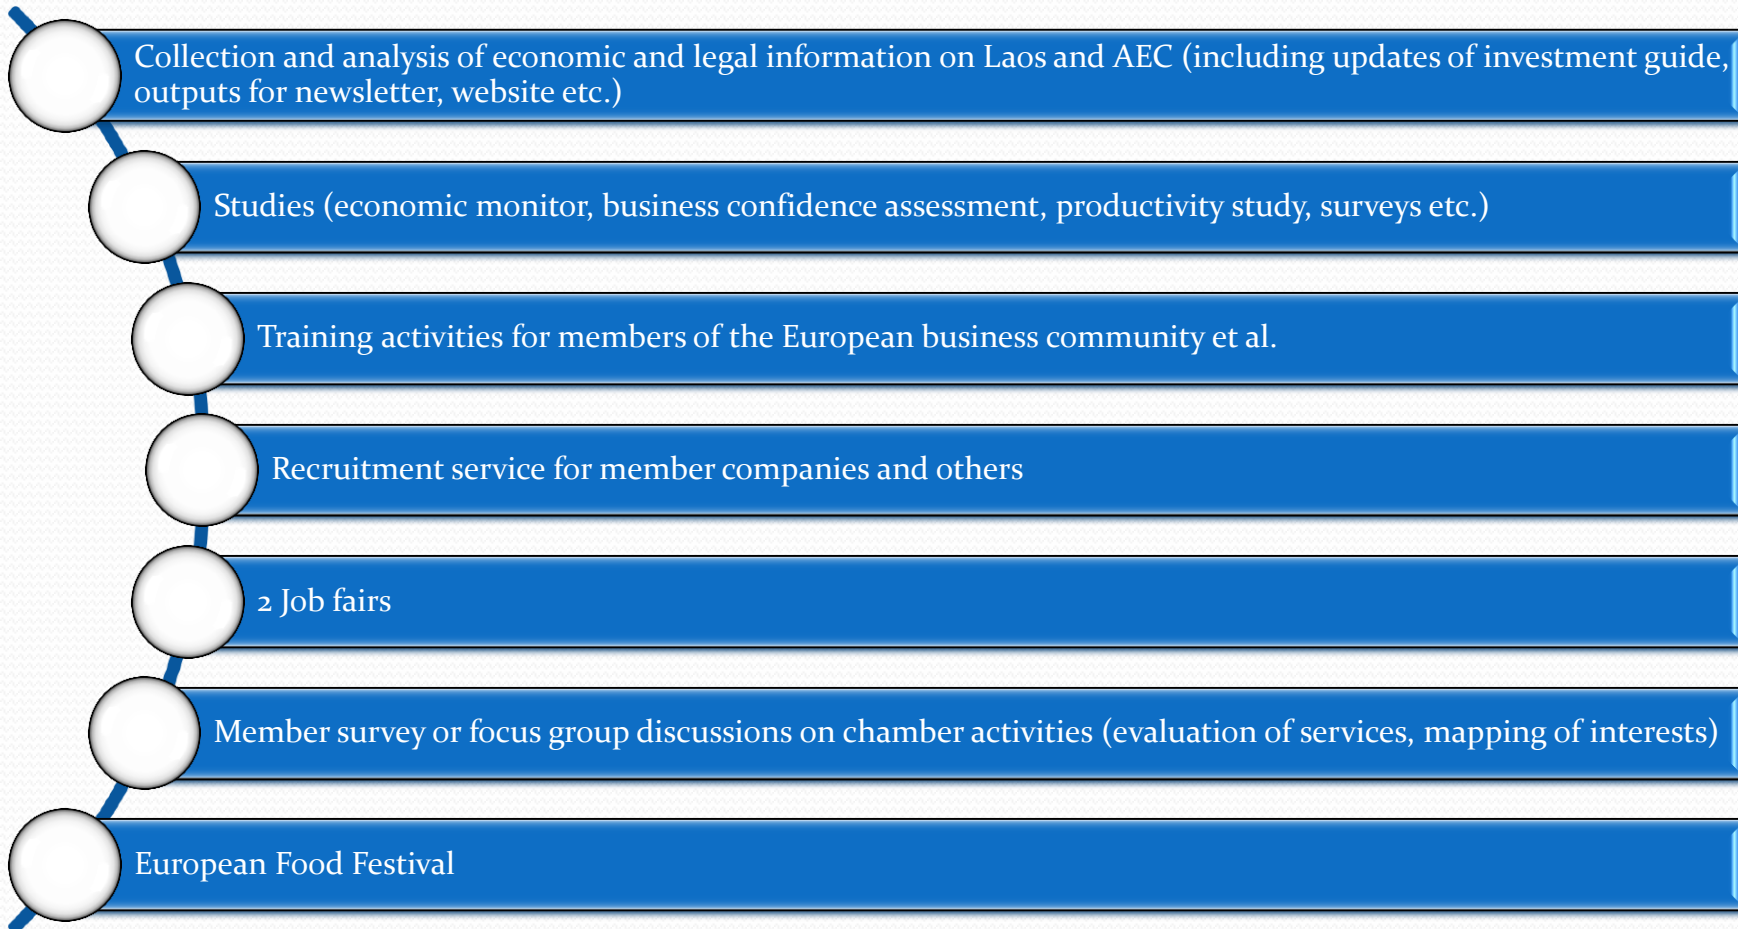 Collection and analysis of economic and legal information on Laos and AEC (including updates of investment guide,
outputs for newsletter, website etc.)
Studies (economic monitor, business confidence assessment, productivity study, surveys etc.)
Training activities for members of the European business community et al.
Recruitment service for member companies and others
2 Job fairs
Member survey or focus group discussions on chamber activities (evaluation of services, mapping of interests)
European Food Festival